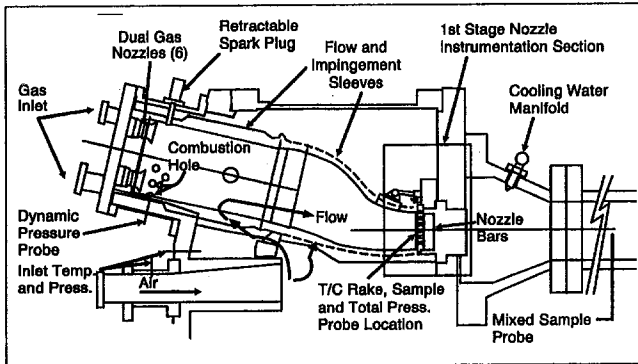 Dual Gas
Nozzles (6)
Retractable
Spark Plug
Flow and
Impingement
Sleeves
1st Stage Nozzle
Instrumentation Section
Gas
Inlet
Cooling Water
Manifold
Combustion
Hole
Flow
Nozzle
Bars
Dynamic
Pressure
Probe
Inlet Temp.
and Press.
Air
T/C Rake, Sample
and Total Press.
Probe Location
Mixed Sample
Probe